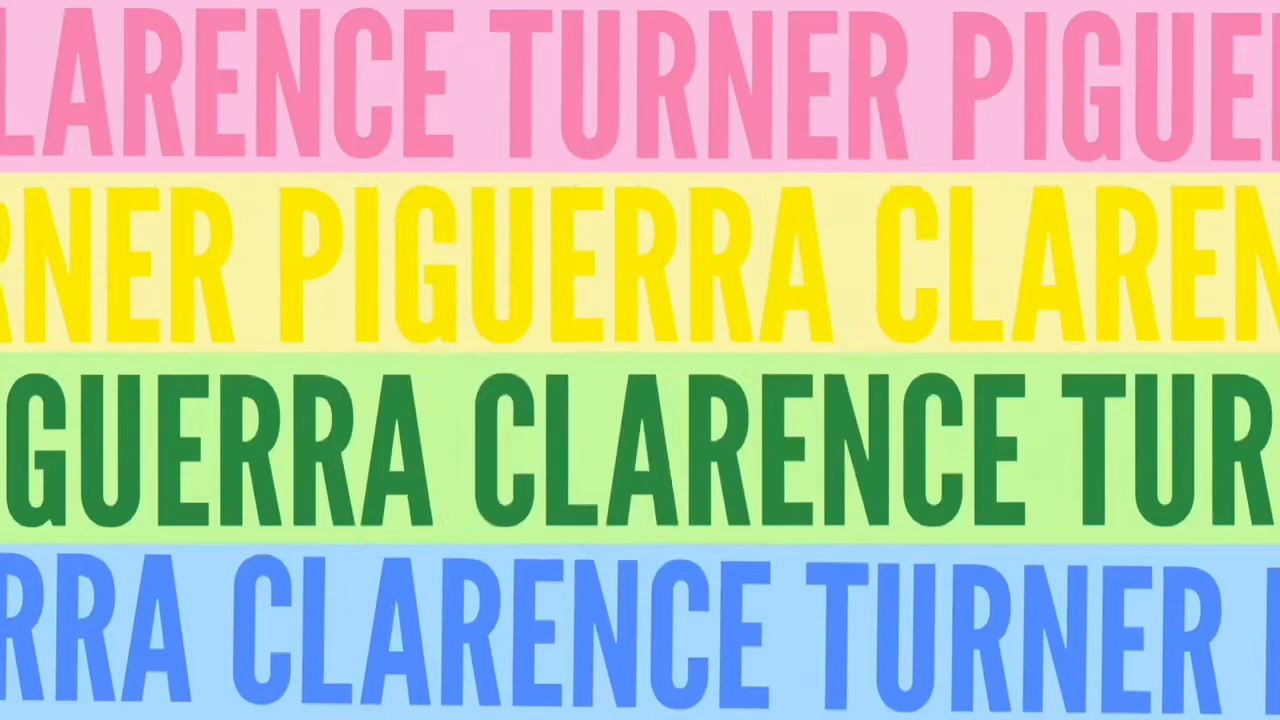 LARENCE TURNER PIGUE
RNER PIGUERRA CLAREN
GUERRA CLARENCE TUR
RRA CLARENCE TURNER